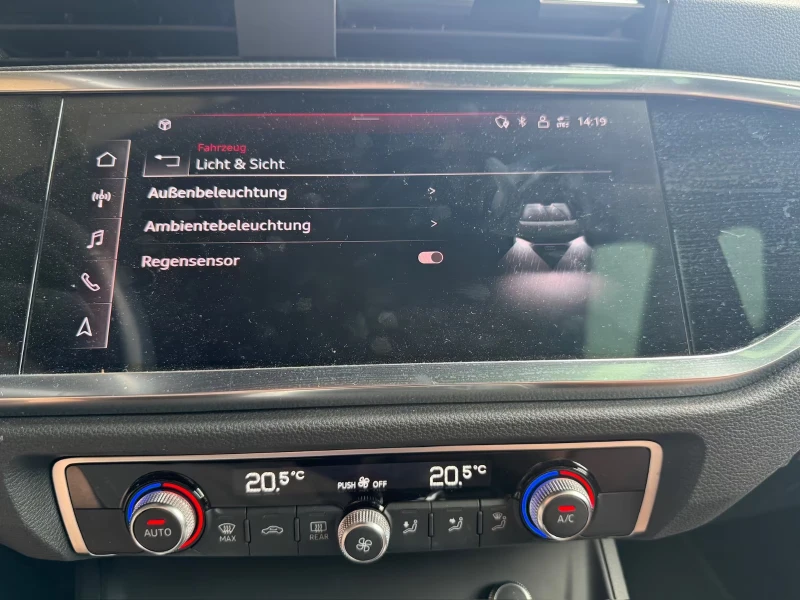 14:19
Fahrzeug
Licht & Sicht
Außenbeleuchtung >
Ambientebeleuchtung >
Regensensor
20.5°C PUSH OFF 20.5°C
AUTO MAX REAR A/C